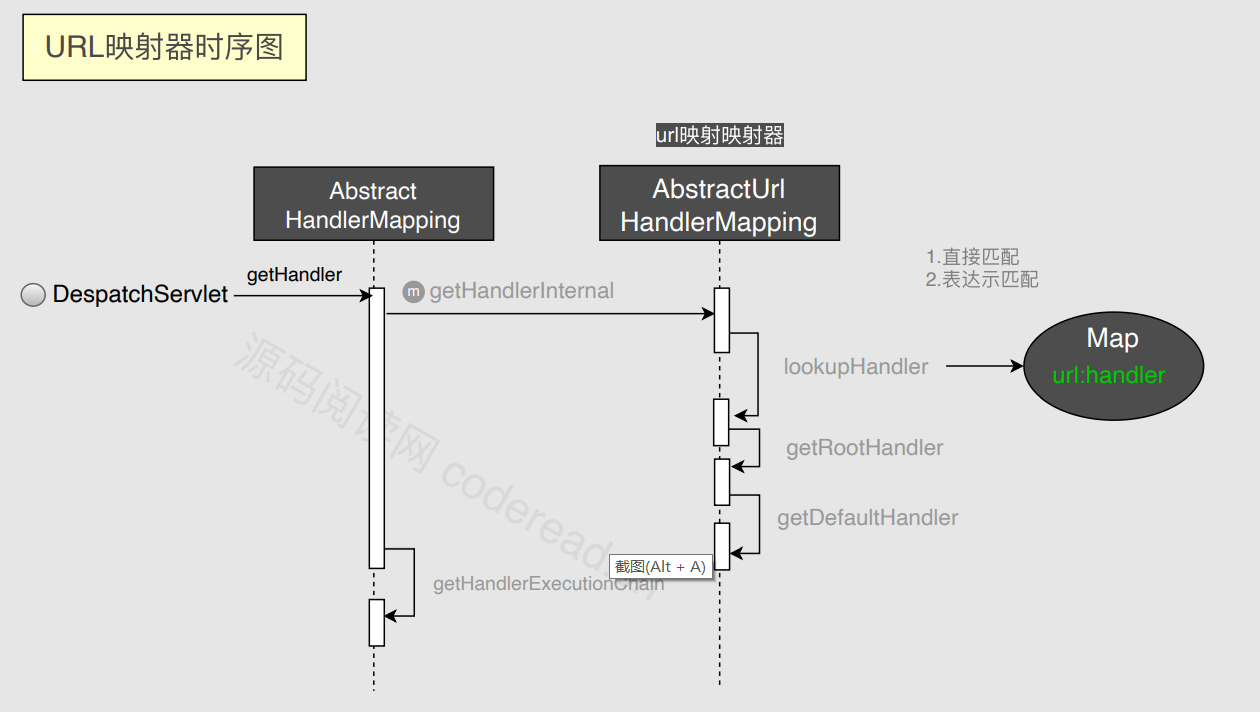 URL映射器时序图
url映射映射器
Abstract
HandlerMapping
AbstractUrl
HandlerMapping
1.直接匹配
2.表达示匹配
getHandler
DespatchServlet
m getHandlerInternal
Map
url:handler
lookupHandler
getRootHandler
getDefaultHandler
截图(Alt + A)
getHandlerExecutionChain
源码阅读网 coderead.cn